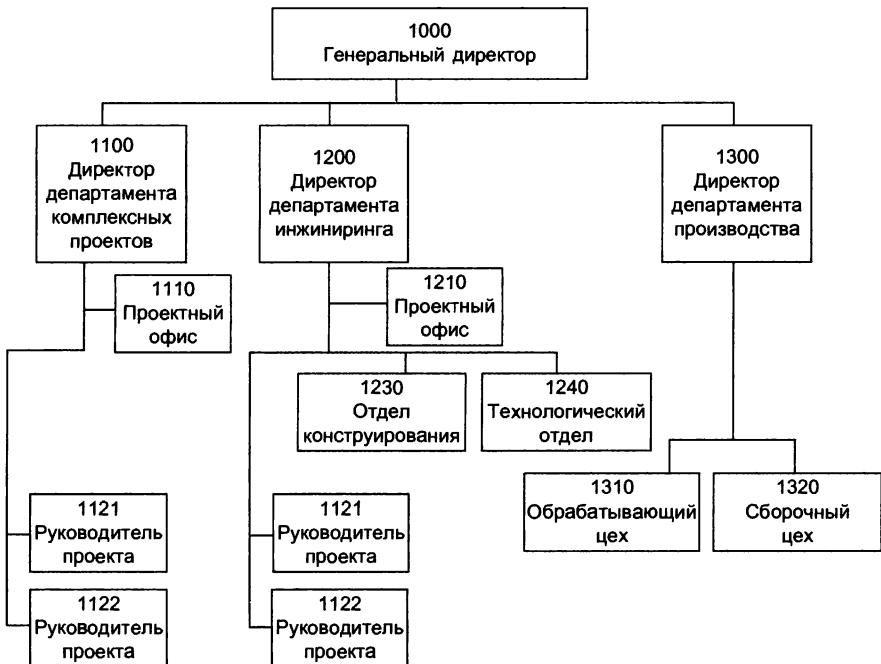 1000
Генеральный директор
1100
Директор
департамента
комплексных
проектов
1200
Директор
департамента
инжиниринга
1300
Директор
департамента
производства
1110
Проектный
офис
1210
Проектный
офис
1230
Отдел
конструирования
1240
Технологический
отдел
1121
Руководитель
проекта
1121
Руководитель
проекта
1310
Обрабатывающий
цех
1320
Сборочный
цех
1122
Руководитель
проекта
1122
Руководитель
проекта